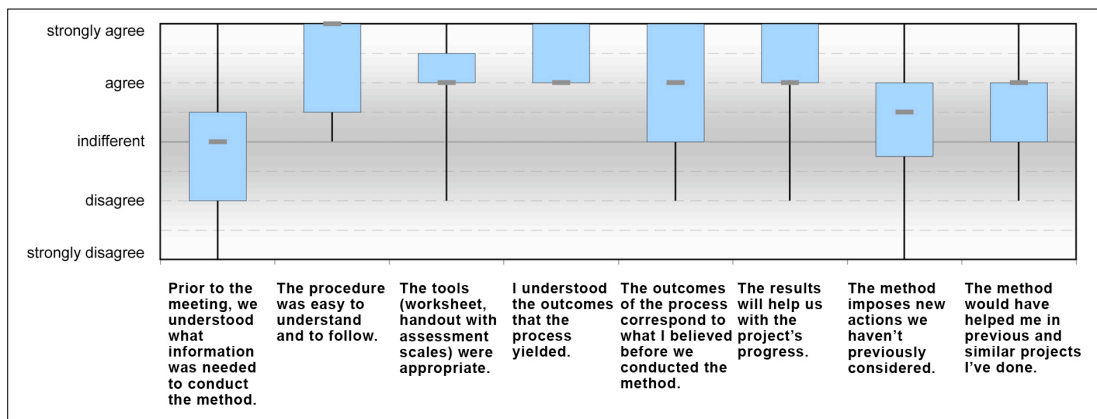 strongly agree
agree
indifferent
disagree
strongly disagree
Prior to the
meeting, we
understood
what
information
was needed
to conduct
the method.
The procedure
was easy to
understand
and to follow.
The tools
(worksheet,
handout with
assessment
scales) were
appropriate.
I understood
the outcomes
that the
process
yielded.
The outcomes
of the process
correspond to
what I believed
before we
conducted the
method.
The results
will help us
with the
project's
progress.
The method
imposes new
actions we
haven't
previously
considered.
The method
would have
helped me in
previous and
similar projects
I've done.